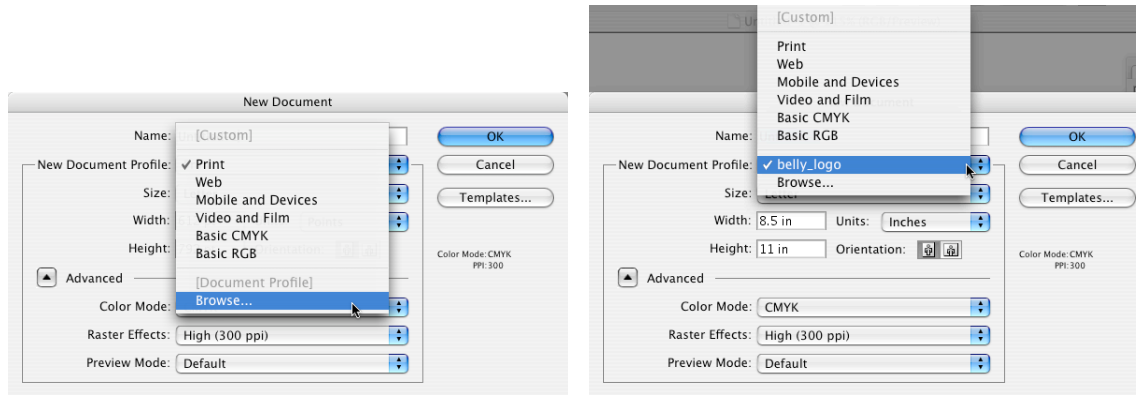 New Document
Name:
[Custom]
OK
New Document Profile:
✓ Print
Cancel
Web
Size:
Mobile and Devices
Templates...
Width:
Video and Film
Basic CMYK
Height:
Basic RGB
Color Mode:CMYK
PPI:300
Advanced
[Document Profile]
Browse...
Color Mode:
Raster Effects: High (300 ppi)
Preview Mode: Default
[Custom]
Print
Web
Mobile and Devices
Video and Film
Basic CMYK
Name:
Basic RGB
OK
New Document Profile:
✓ belly_logo
Cancel
Browse...
Size: Letter
Templates...
Width: 8.5 in Units: Inches
Height: 11 in Orientation:
Color Mode:CMYK
PPI:300
Advanced
Color Mode: CMYK
Raster Effects: High (300 ppi)
Preview Mode: Default